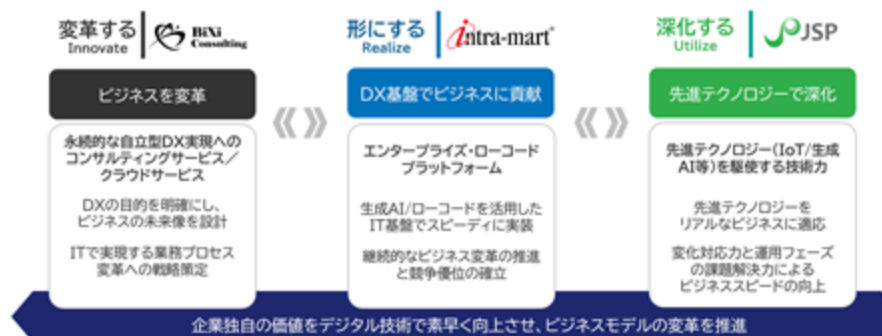 変革する
Innovate
BiXi
Consulting
形にする
Realize
intra-mart®
深化する
Utilize
JSP
ビジネスを変革
DX基盤でビジネスに貢献
先進テクノロジーで深化
永続的な自立型DX実現への
コンサルティングサービス／
クラウドサービス
DXの目的を明確にし、
ビジネスの未来像を設計
ITで実現する業務プロセス
変革への戦略策定
エンタープライズ・ローコード
プラットフォーム
生成AI/ローコードを活用した
IT基盤でスピーディに実装
継続的なビジネス変革の推進
と競争優位の確立
先進テクノロジー（IoT/生成
AI等）を駆使する技術力
先進テクノロジーを
リアルなビジネスに適応
変化対応力と運用フェーズ
の課題解決力による
ビジネススピードの向上
企業独自の価値をデジタル技術で素早く向上させ、ビジネスモデルの変革を推進